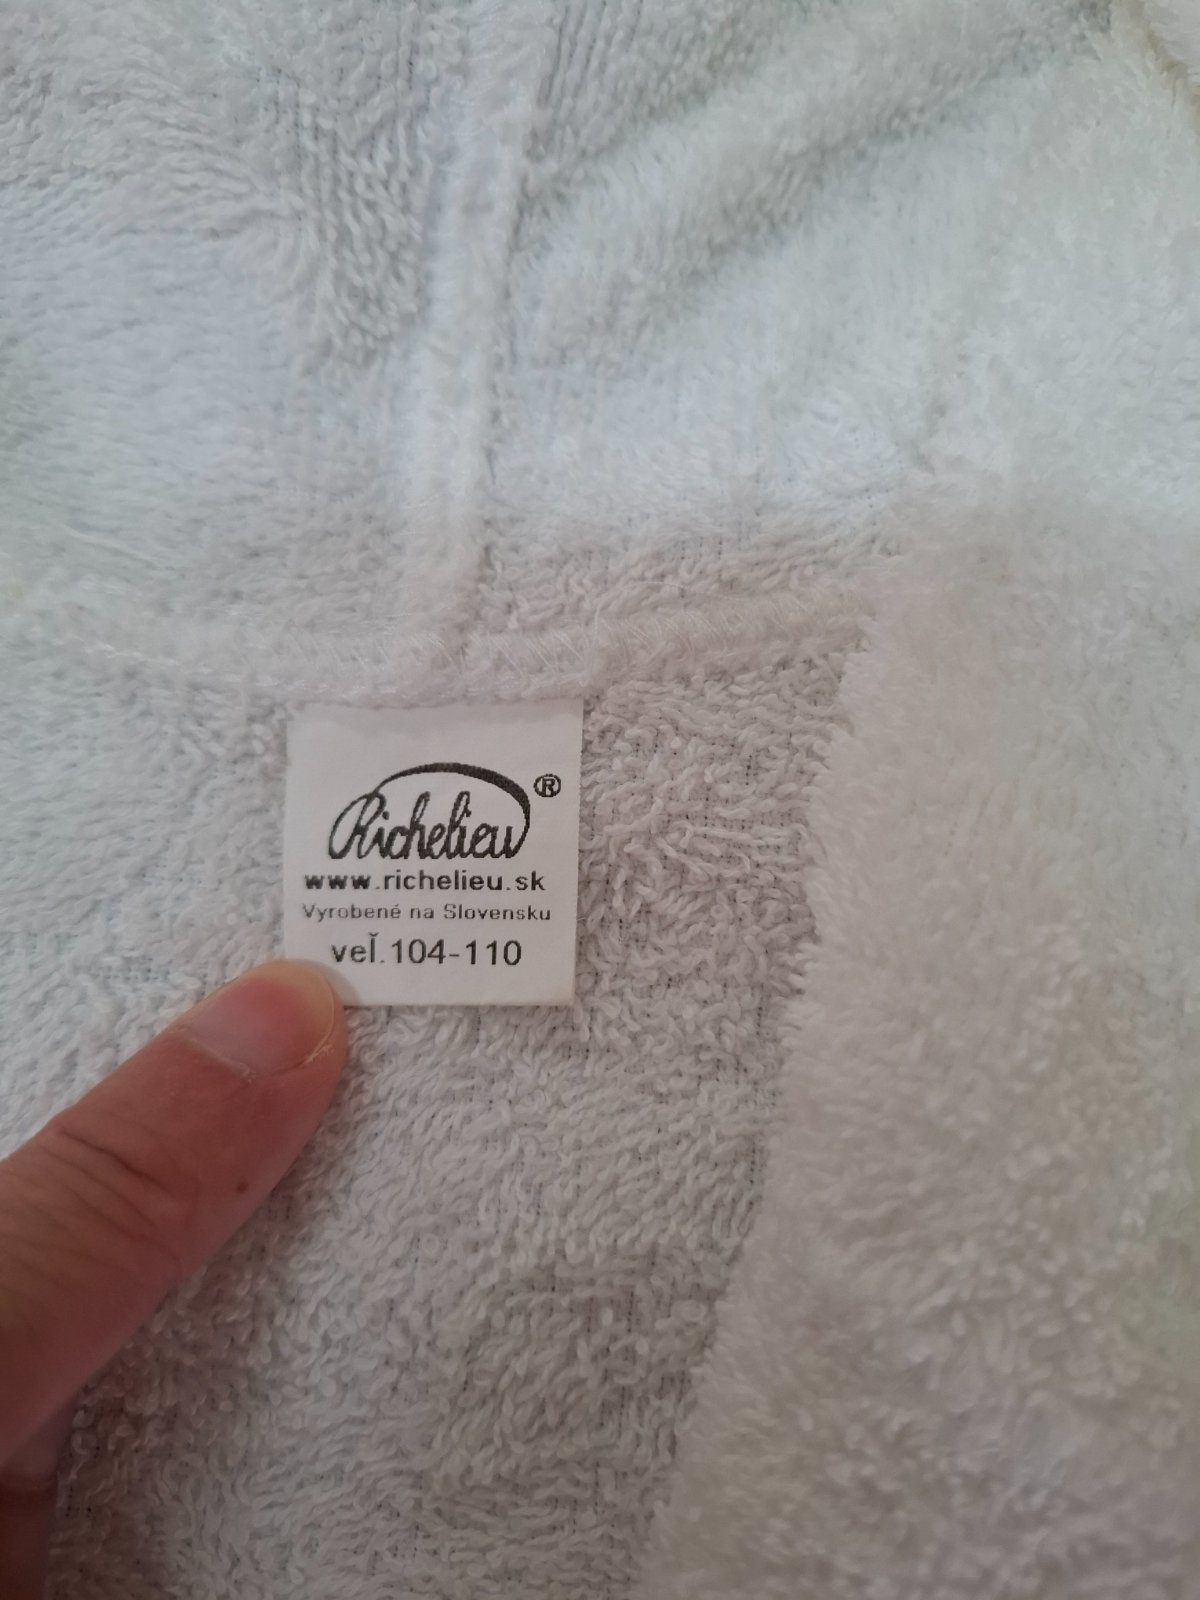 Richelieu®
www.richelieu.sk
Vyrobené na Slovensku
veľ.104-110